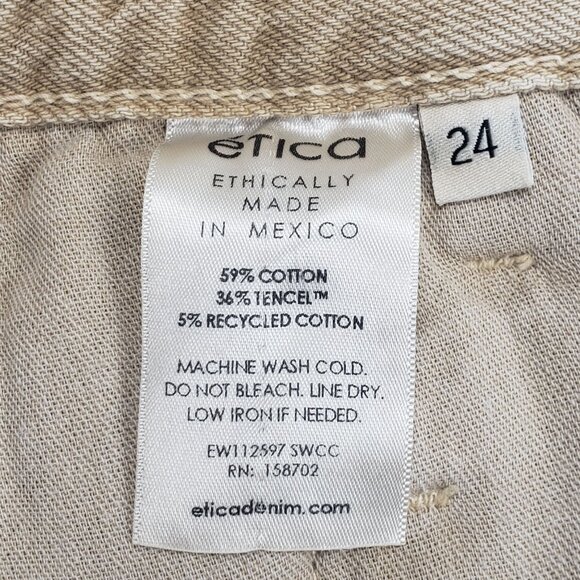 ética
24
ETHICALLY
MADE
IN MEXICO
59% COTTON
36% TENCEL™
5% RECYCLED COTTON
MACHINE WASH COLD.
DO NOT BLEACH. LINE DRY.
LOW IRON IF NEEDED.
EW112597 SWCC
RN: 158702
eticadenim.com